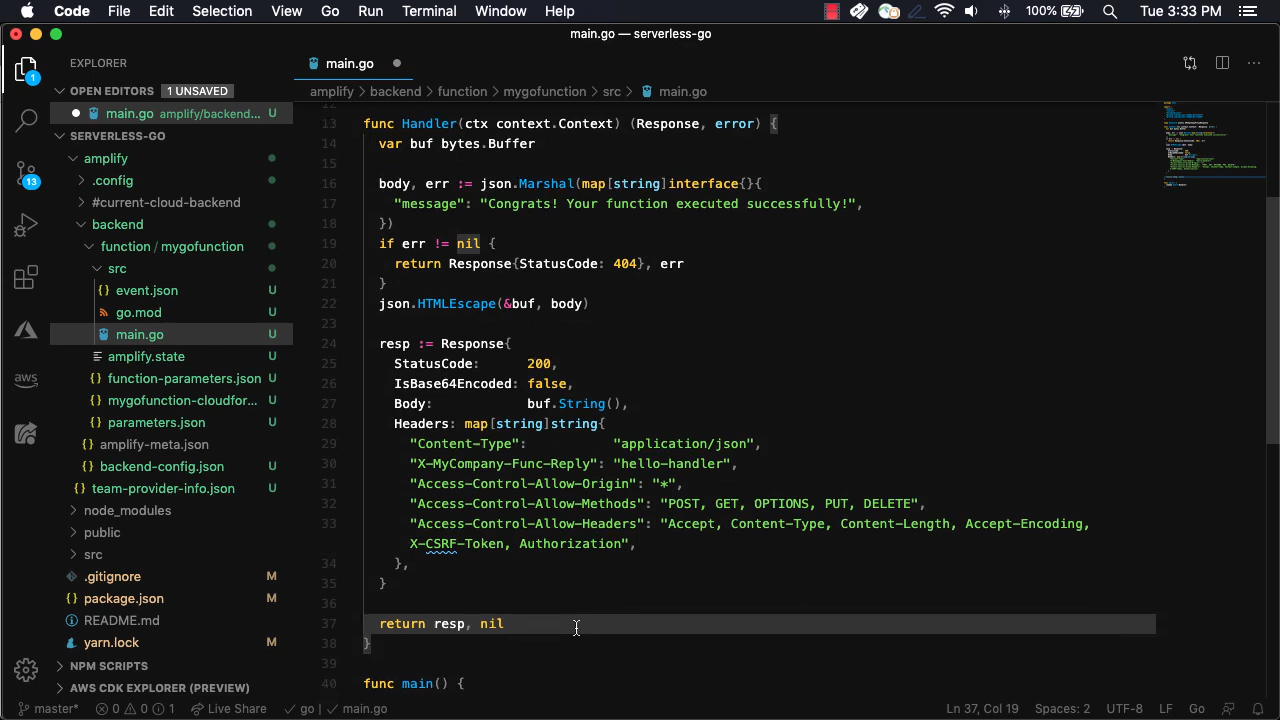 Code File Edit Selection View Go Run Terminal Window Help 100% Tue 3:33 PM
main.go — serverless-go
EXPLORER
main.go
OPEN EDITORS 1 UNSAVED
amplify > backend > function > mygofunction > src > main.go
main.go amplify/backend... U
SERVERLESS-GO
amplify
.config
#current-cloud-backend
backend
function / mygofunction
src
event.json U
go.mod U
main.go U
amplify.state U
function-parameters.json U
mygofunction-cloudfor... U
parameters.json U
amplify-meta.json
backend-config.json U
team-provider-info.json U
node_modules
public
src
.gitignore M
package.json M
README.md
yarn.lock M
NPM SCRIPTS
AWS CDK EXPLORER (PREVIEW)
1
13
aws
12
13 func Handler(ctx context.Context) (Response, error) {
14 var buf bytes.Buffer
15
16 body, err := json.Marshal(map[string]interface{}{
17 "message": "Congrats! Your function executed successfully!",
18 })
19 if err != nil {
20 return Response{StatusCode: 404}, err
21 }
22 json.HTMLEscape(&buf, body)
23
24 resp := Response{
25 StatusCode: 200,
26 IsBase64Encoded: false,
27 Body: buf.String(),
28 Headers: map[string]string{
29 "Content-Type": "application/json",
30 "X-MyCompany-Func-Reply": "hello-handler",
31 "Access-Control-Allow-Origin": "*",
32 "Access-Control-Allow-Methods": "POST, GET, OPTIONS, PUT, DELETE",
33 "Access-Control-Allow-Headers": "Accept, Content-Type, Content-Length, Accept-Encoding,
X-CSRF-Token, Authorization",
34 },
35 }
36
37 return resp, nil
38 }
39
40 func main() {
master* 0 0 1 Live Share go main.go Ln 37, Col 19 Spaces: 2 UTF-8 LF Go